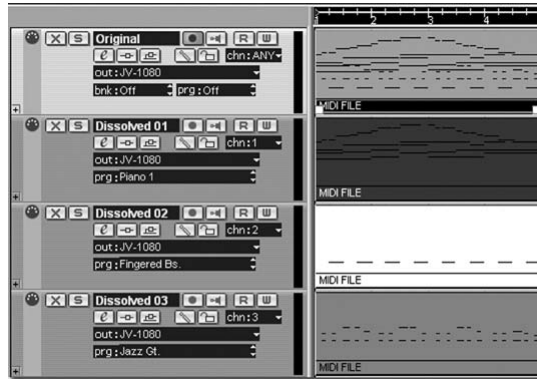 2 3 4
X S Original R W
e chn:ANY
out:JV-1080
bnk:Off prg:Off
MIDI FILE
X S Dissolved 01 R W
e chn:1
out:JV-1080
prg:Piano 1
MIDI FILE
X S Dissolved 02 R W
e chn:2
out:JV-1080
prg:Fingered Bs.
MIDI FILE
X S Dissolved 03 R W
e chn:3
out:JV-1080
prg:Jazz Gt.
MIDI FILE